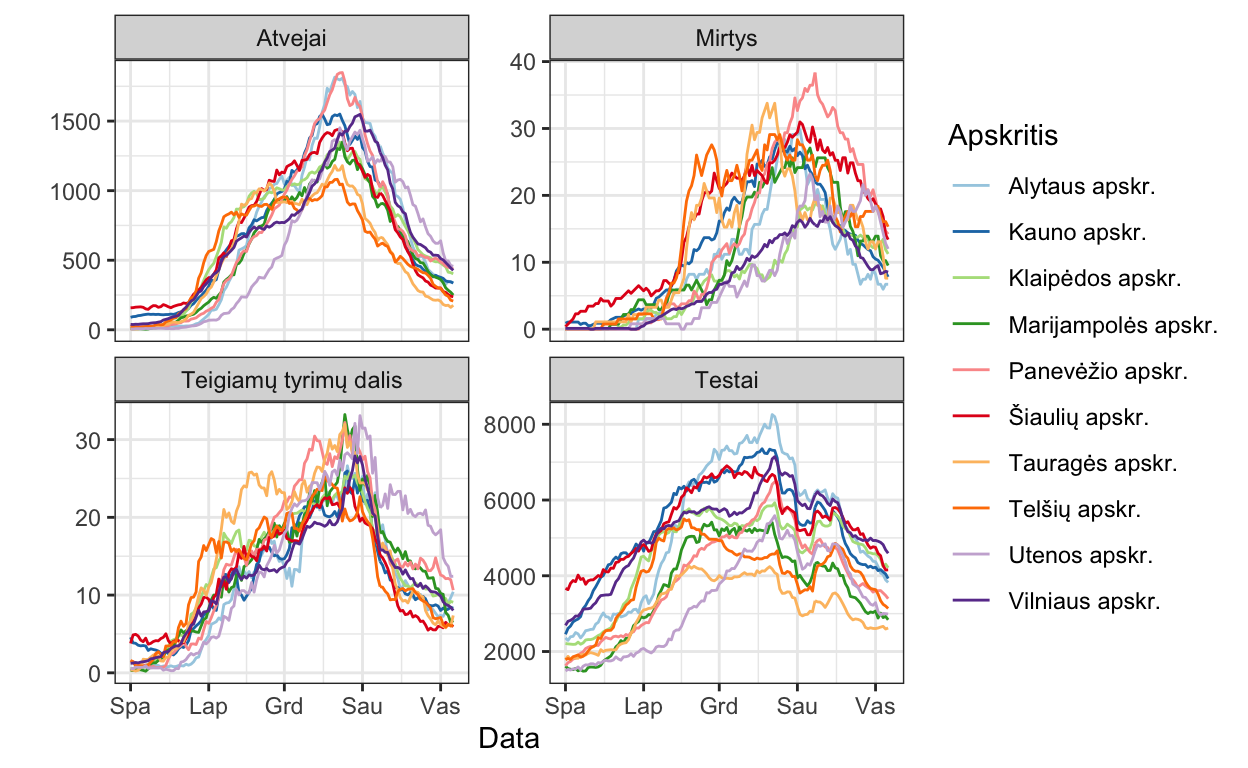 Atvejai
Mirtys
1500
1000
500
0
40
30
20
10
0
Teigiamų tyrimų dalis
Testai
30
20
10
0
8000
6000
4000
2000
Spa Lap Grd Sau Vas
Spa Lap Grd Sau Vas
Data
Apskritis
Alytaus apskr.
Kauno apskr.
Klaipėdos apskr.
Marijampolės apskr.
Panevėžio apskr.
Šiaulių apskr.
Tauragės apskr.
Telšių apskr.
Utenos apskr.
Vilniaus apskr.